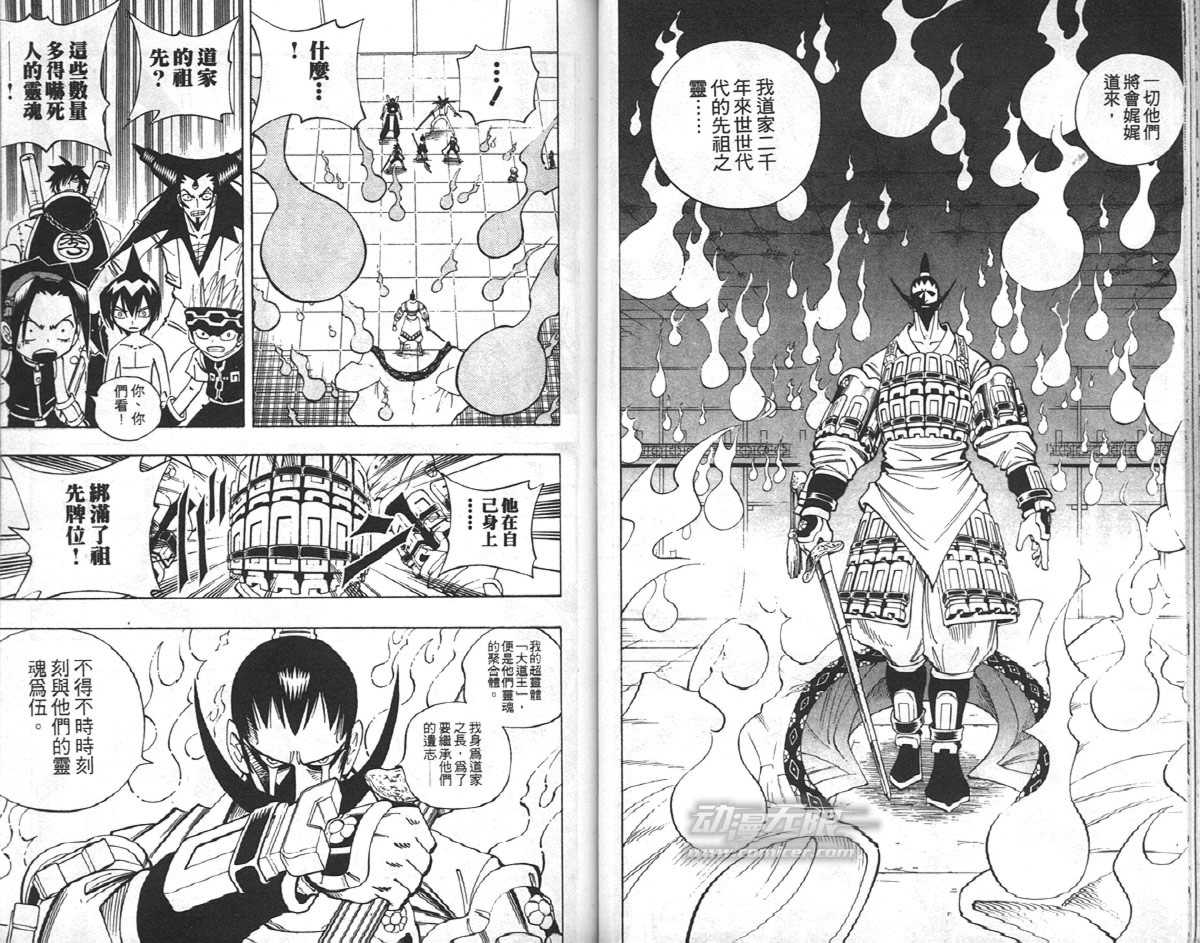 一切他們
將會娓娓
道來，
我道家二千
年來世世代
代的先祖之
靈……
…！
什麼…
！
道家
的祖
先？
這些數量
多得嚇死
人的靈魂
！
你、你
們看！
他在自
己身上
……
綁滿了祖
先牌位！
我的超靈體
「大道王」，
便是他們靈魂
的聚合體。
我身為道家
之長，為了
要繼承他們
的遺志——
不得不時時刻
刻與他們的靈
魂為伍。
动漫无限
www.comicer.com